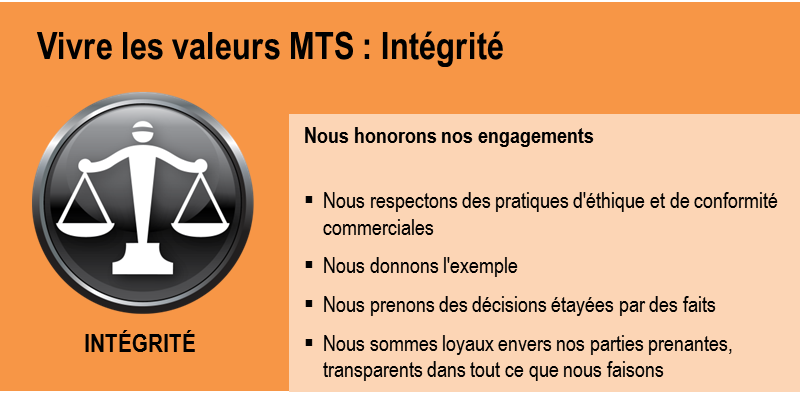 Vivre les valeurs MTS : Intégrité
INTÉGRITÉ
Nous honorons nos engagements
▪ Nous respectons des pratiques d'éthique et de conformité
commerciales
▪ Nous donnons l'exemple
▪ Nous prenons des décisions étayées par des faits
▪ Nous sommes loyaux envers nos parties prenantes,
transparents dans tout ce que nous faisons